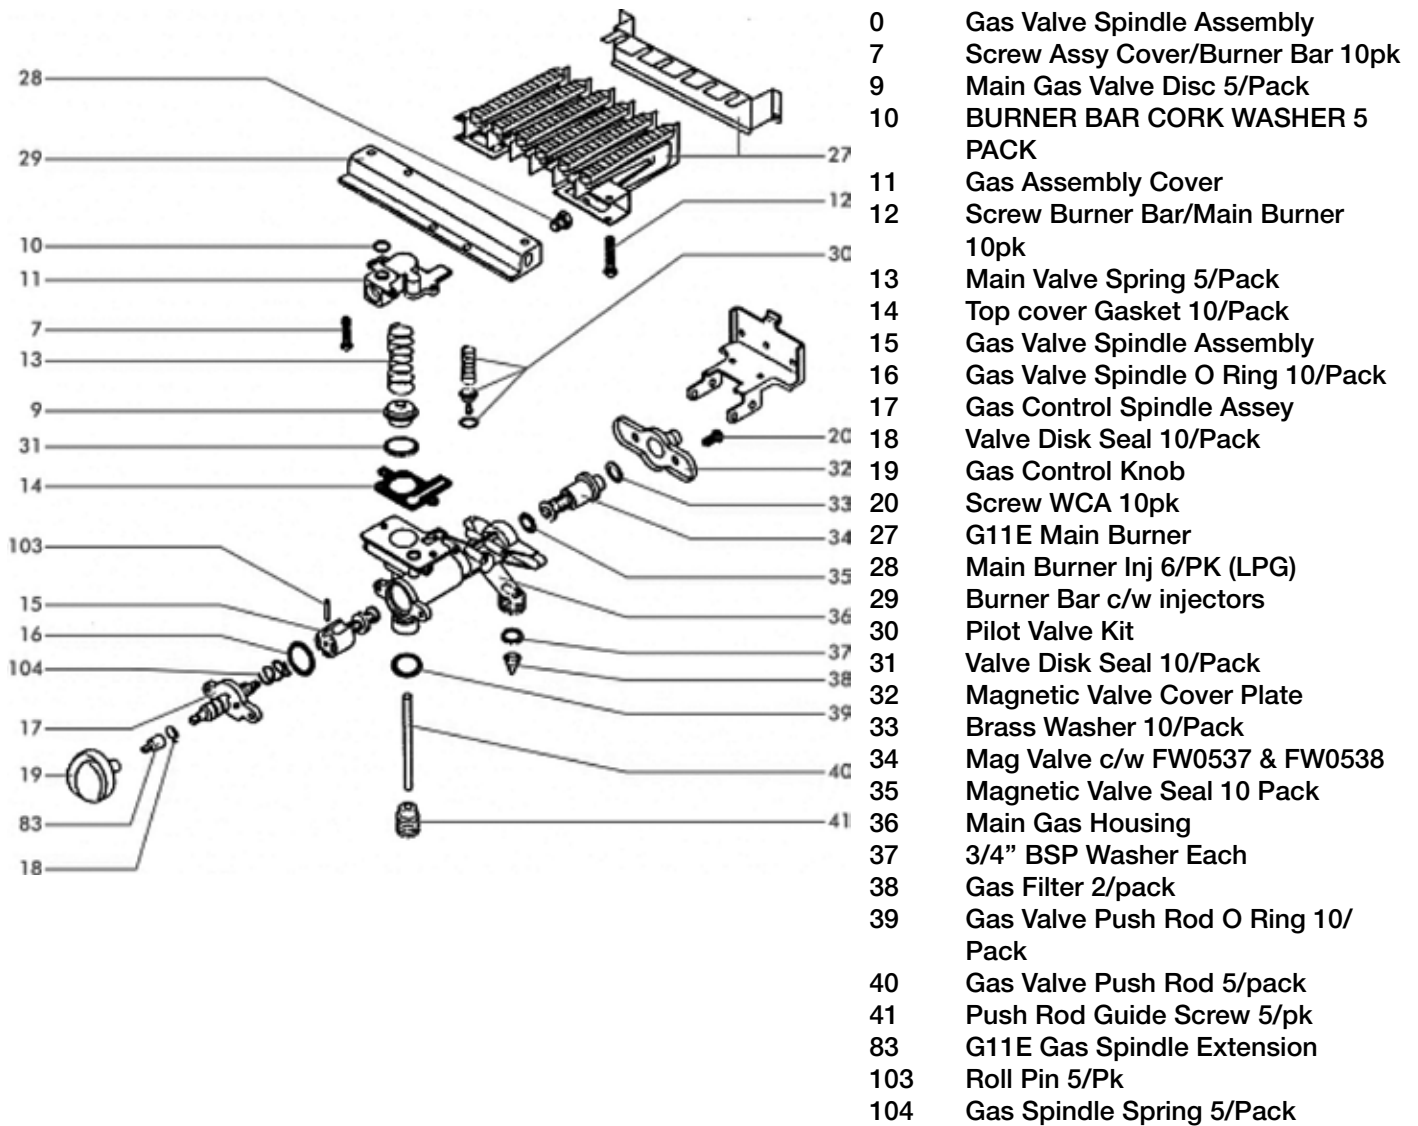 28
29
10
11
7
13
9
31
14
103
15
16
104
17
19
83
18
27
12
30
20
32
33
34
35
36
37
38
39
40
41
0 Gas Valve Spindle Assembly
7 Screw Assy Cover/Burner Bar 10pk
9 Main Gas Valve Disc 5/Pack
10 BURNER BAR CORK WASHER 5
PACK
11 Gas Assembly Cover
12 Screw Burner Bar/Main Burner
10pk
13 Main Valve Spring 5/Pack
14 Top cover Gasket 10/Pack
15 Gas Valve Spindle Assembly
16 Gas Valve Spindle O Ring 10/Pack
17 Gas Control Spindle Assey
18 Valve Disk Seal 10/Pack
19 Gas Control Knob
20 Screw WCA 10pk
27 G11E Main Burner
28 Main Burner Inj 6/PK (LPG)
29 Burner Bar c/w injectors
30 Pilot Valve Kit
31 Valve Disk Seal 10/Pack
32 Magnetic Valve Cover Plate
33 Brass Washer 10/Pack
34 Mag Valve c/w FW0537 & FW0538
35 Magnetic Valve Seal 10 Pack
36 Main Gas Housing
37 3/4” BSP Washer Each
38 Gas Filter 2/pack
39 Gas Valve Push Rod O Ring 10/
Pack
40 Gas Valve Push Rod 5/pack
41 Push Rod Guide Screw 5/pk
83 G11E Gas Spindle Extension
103 Roll Pin 5/Pk
104 Gas Spindle Spring 5/Pack